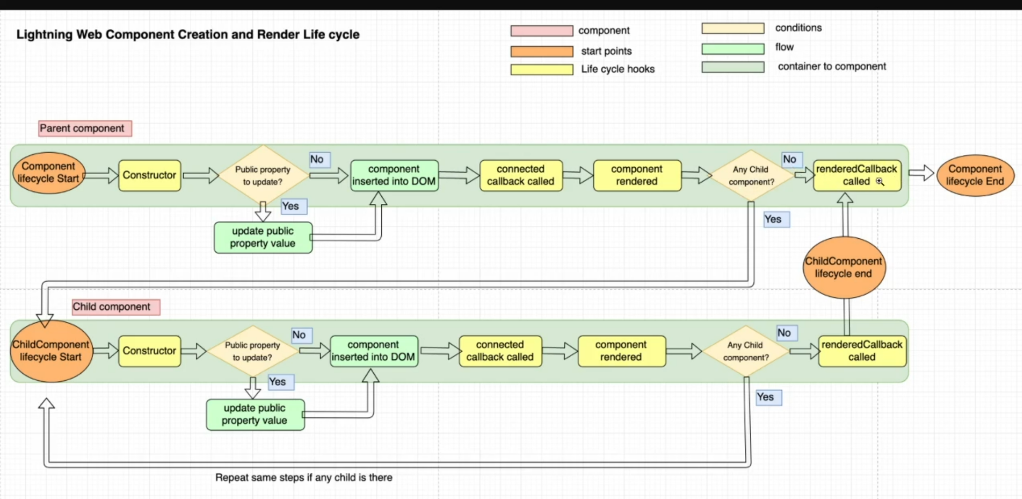 Lightning Web Component Creation and Render Life cycle
component
start points
Life cycle hooks
conditions
flow
container to component
Parent component
Component
lifecycle Start
Constructor
Public property
to update?
No
Yes
update public
property value
component
inserted into DOM
connected
callback called
component
rendered
Any Child
component?
No
Yes
renderedCallback
called
Component
lifecycle End
ChildComponent
lifecycle end
Child component
ChildComponent
lifecycle Start
Constructor
Public property
to update?
No
Yes
update public
property value
component
inserted into DOM
connected
callback called
component
rendered
Any Child
component?
No
Yes
renderedCallback
called
Repeat same steps if any child is there